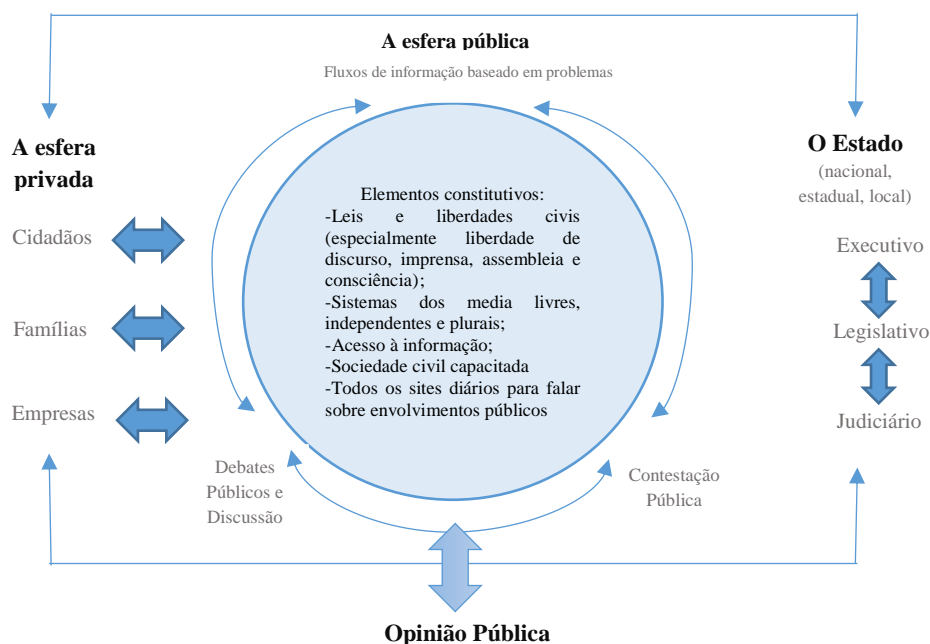 A esfera pública
Fluxos de informação baseado em problemas
A esfera
privada
Cidadãos
Famílias
Empresas
Elementos constitutivos:
-Leis e liberdades civis
(especialmente liberdade de
discurso, imprensa, assembleia e
consciência);
-Sistemas dos media livres,
independentes e plurais;
-Acesso à informação;
-Sociedade civil capacitada
-Todos os sites diários para falar
sobre envolvimentos públicos
O Estado
(nacional,
estadual, local)
Executivo
Legislativo
Judiciário
Debates
Públicos e
Discussão
Contestação
Pública
Opinião Pública